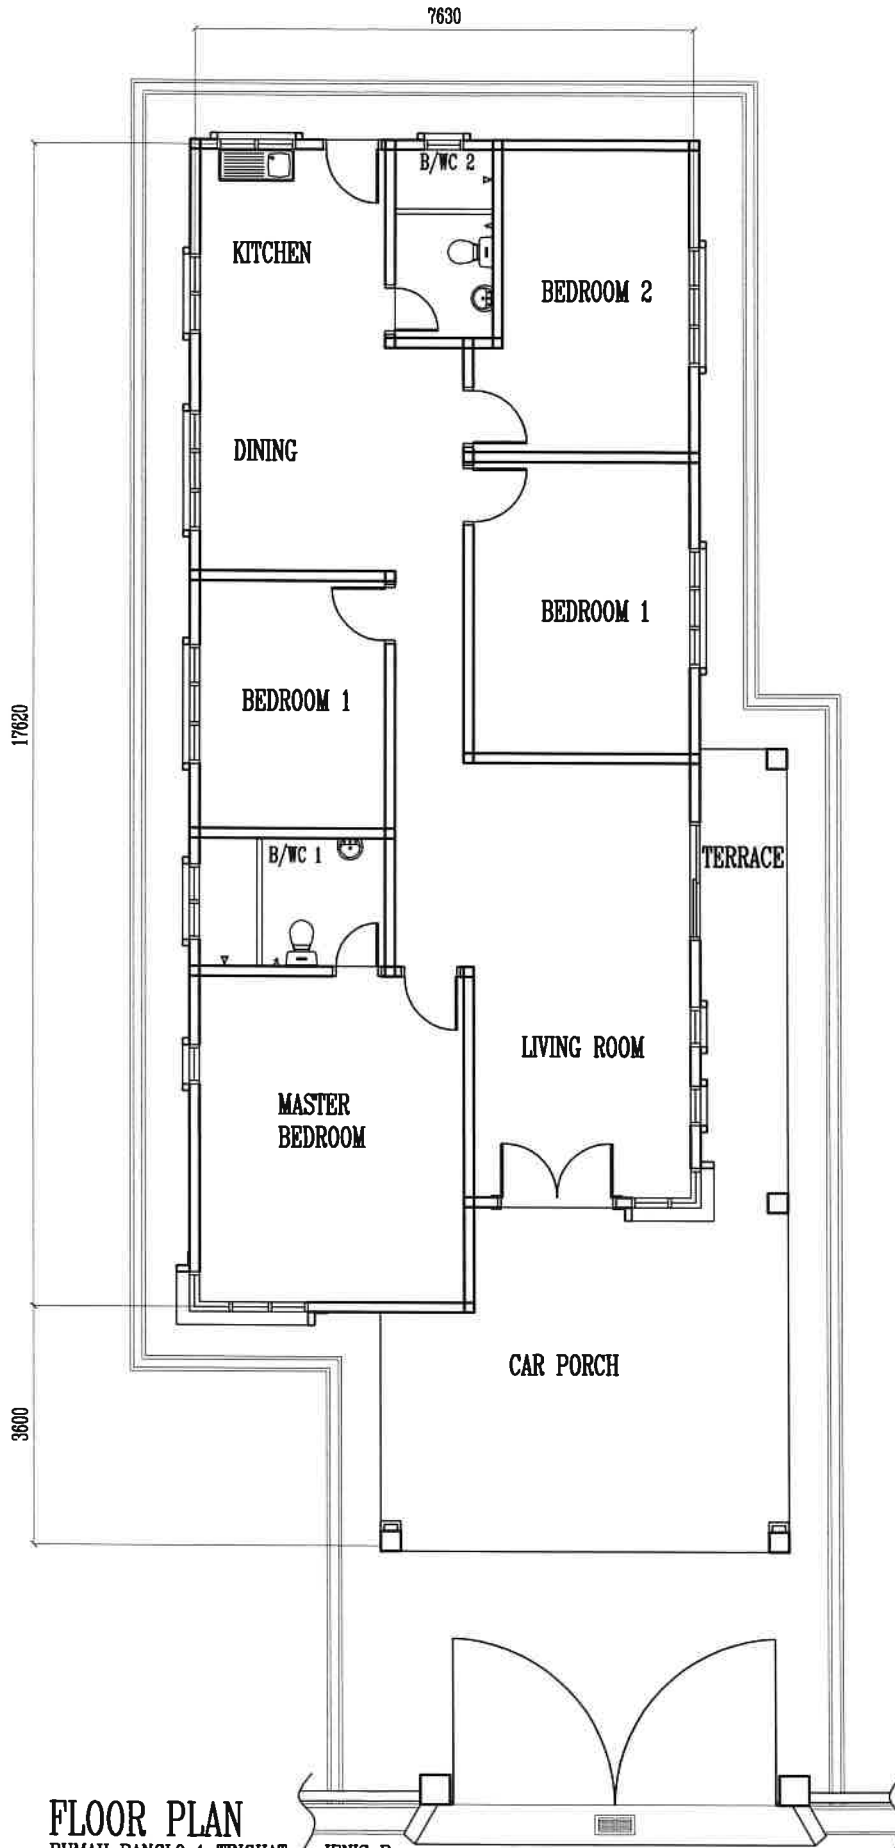 7630
B/WC 2
KITCHEN
BEDROOM 2
DINING
BEDROOM 1
BEDROOM 1
17620
B/WC 1
TERRACE
LIVING ROOM
MASTER
BEDROOM
CAR PORCH
3600
FLOOR PLAN